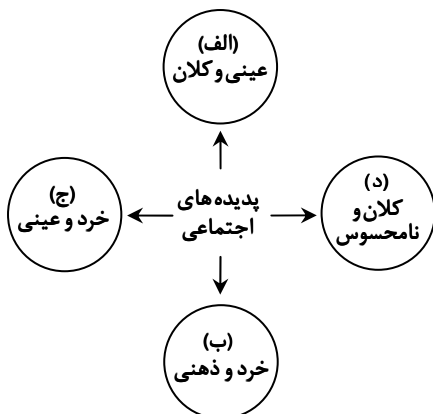 (الف)
عینی و کلان
(د)
کلان و
نامحسوس
پدیده‌های
اجتماعی
(ج)
خرد و عینی
(ب)
خرد و ذهنی